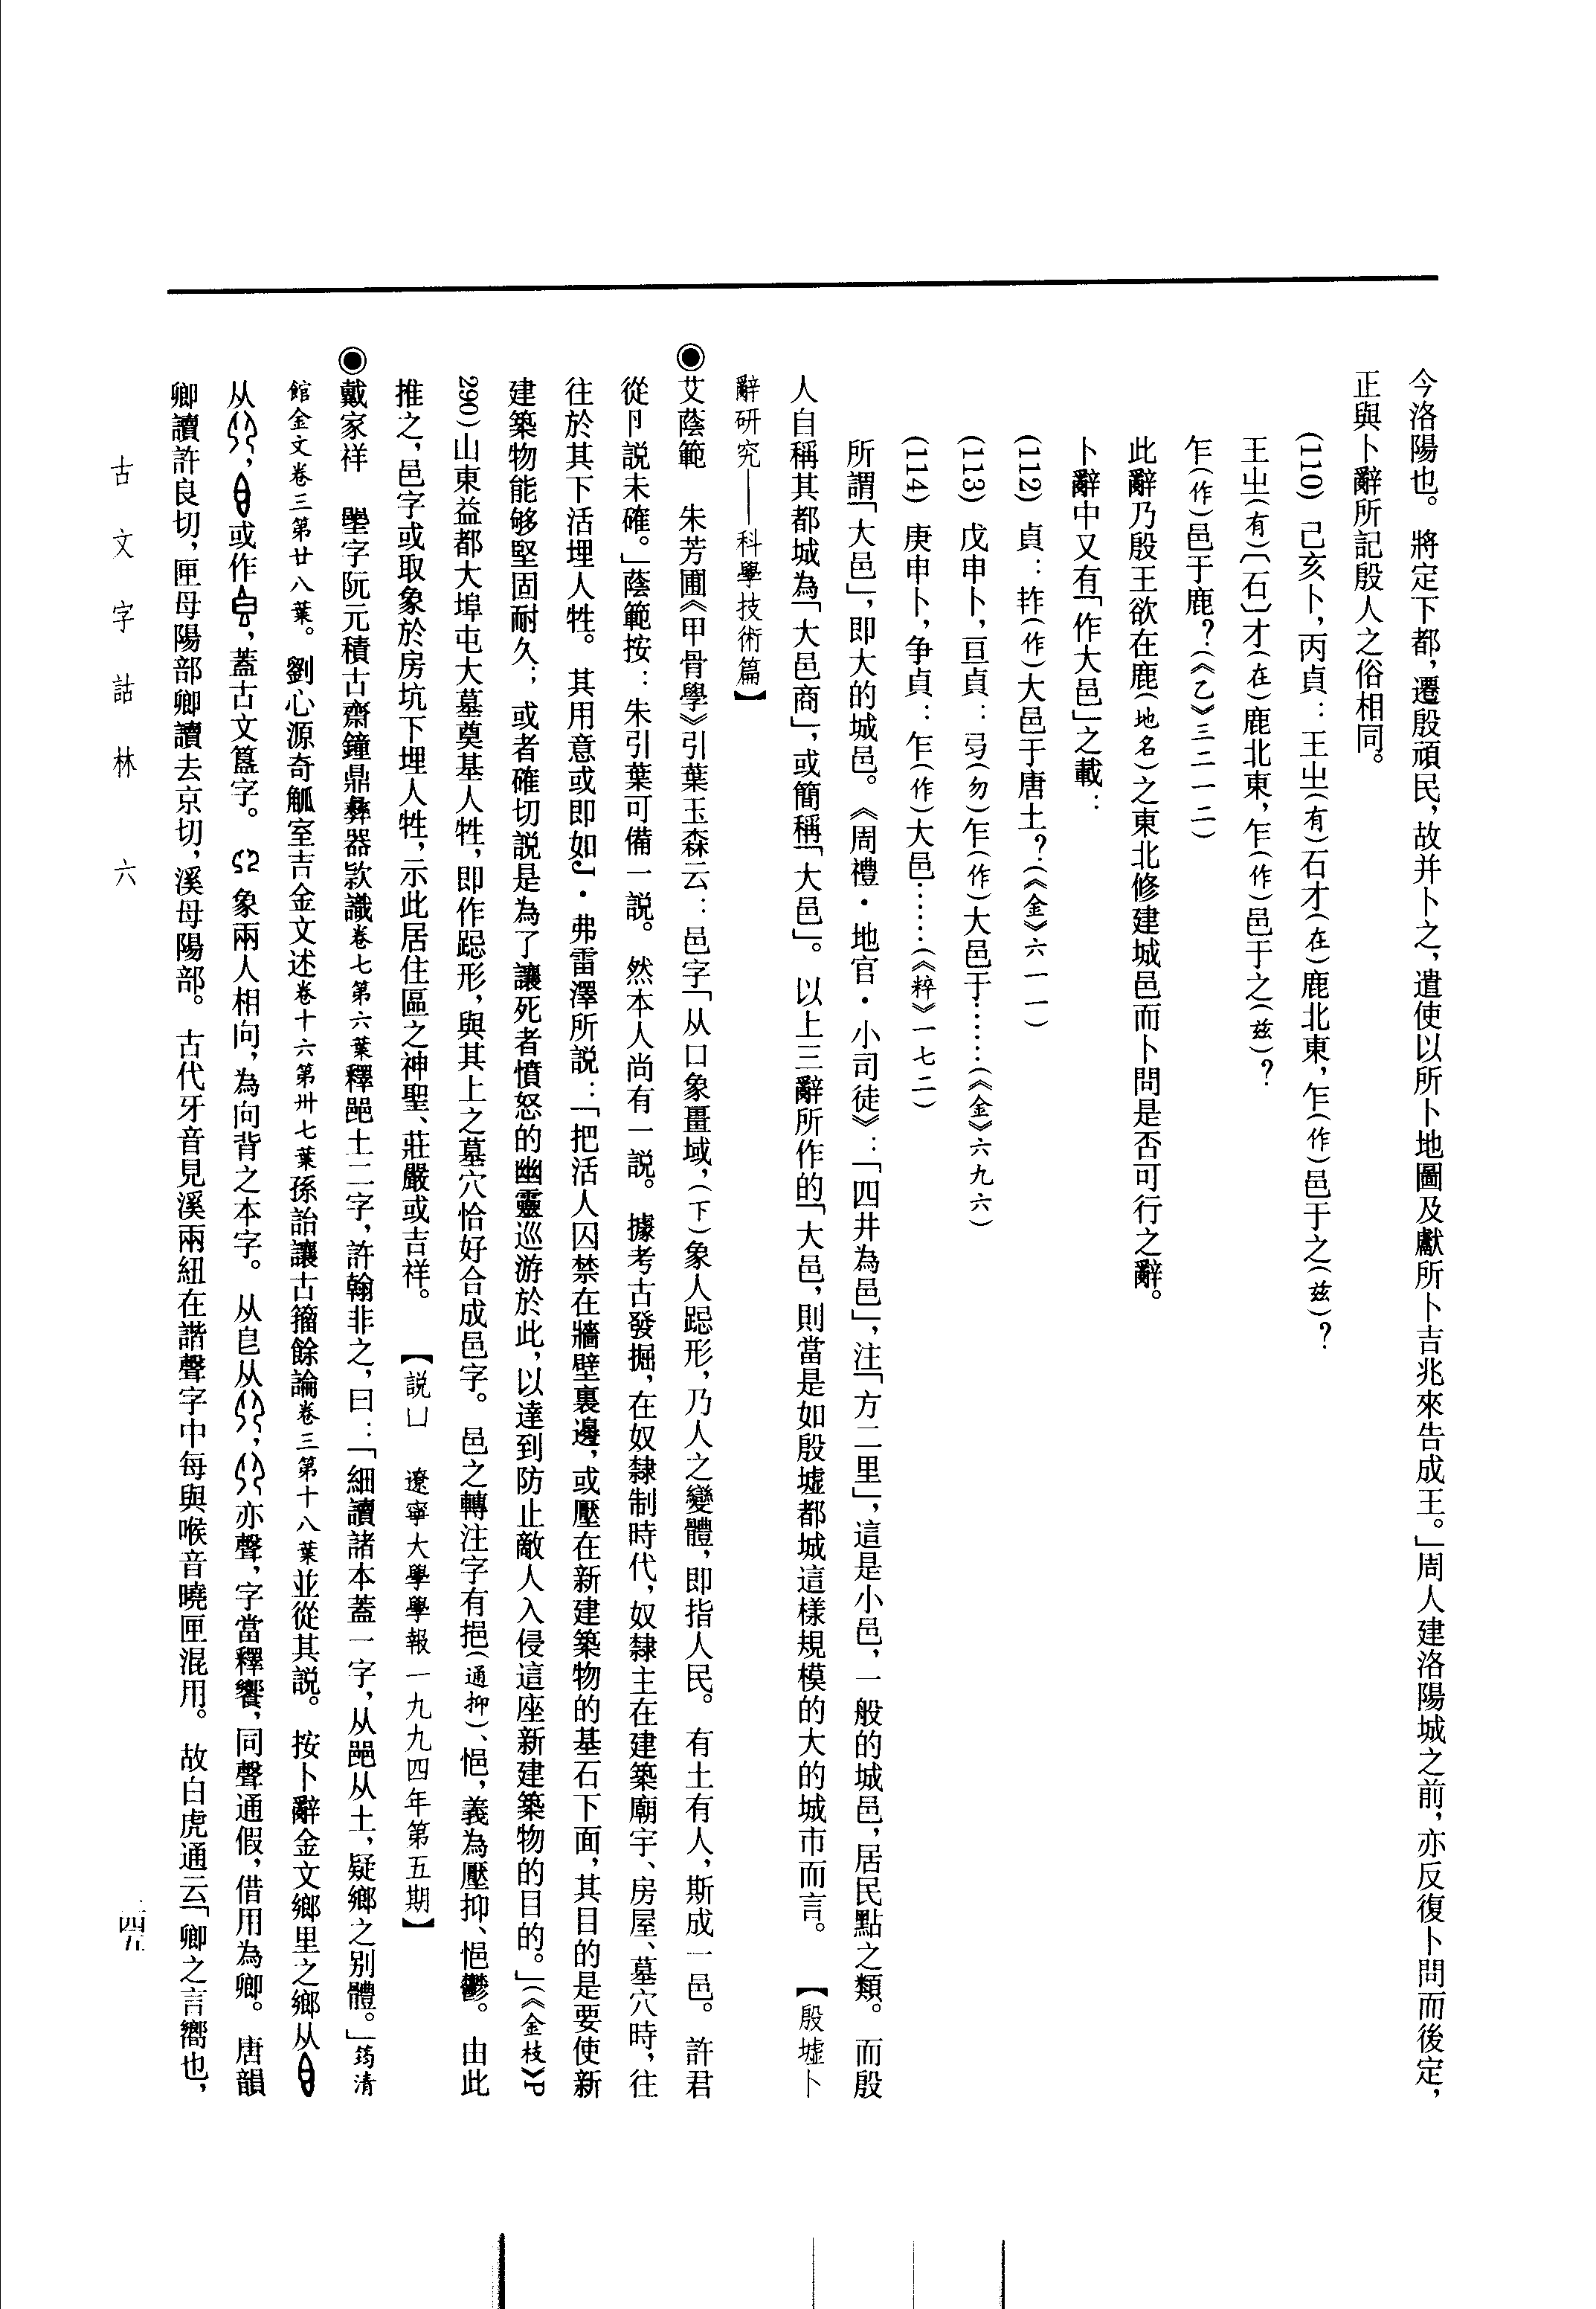 今洛陽也。將定下都，遷殷頑民，故并卜之，遣使以所卜地圖及獻所卜吉兆來告成王。」周人建洛陽城之前，亦反復卜問而後定，
正與卜辭所記殷人之俗相同。
(110) 己亥卜，丙貞：王㞢(有)石才(在)鹿北東，乍(作)邑于之(兹)？
王㞢(有)〔石〕才(在)鹿北東，乍(作)邑于之(兹)？
乍(作)邑于鹿？(《乙》三二一二)
此辭乃殷王欲在鹿(地名)之東北修建城邑而卜問是否可行之辭。
卜辭中又有「作大邑」之載：
(112) 貞：𢓊(作)大邑于唐土？(《金》六一一)
(113) 戊申卜，亘貞：弜(勿)乍(作)大邑于……(《金》六九六)
(114) 庚申卜，争貞：乍(作)大邑……(《粹》一七二)
所謂「大邑」，即大的城邑。《周禮·地官·小司徒》：「四井為邑」，注「方二里」，這是小邑，一般的城邑，居民點之類。而殷
人自稱其都城為「大邑商」，或簡稱「大邑」。以上三辭所作的「大邑，則當是如殷墟都城這樣規模的大的城市而言。【殷墟卜
辭研究——科學技術篇】
◉艾蔭範　朱芳圃《甲骨學》引葉玉森云：邑字「从口象畺域，(下)象人跽形，乃人之變體，即指人民。有土有人，斯成一邑。許君
從卪說未確。」蔭範按：朱引葉可備一說。然本人尚有一說。據考古發掘，在奴隸制時代，奴隸主在建築廟宇、房屋、墓穴時，往
往於其下活埋人牲。其用意或即如J·弗雷澤所説：「把活人囚禁在牆壁裏邊，或壓在新建築物的基石下面，其目的是要使新
建築物能够堅固耐久；或者確切説是為了讓死者憤怒的幽靈巡游於此，以達到防止敵人入侵這座新建築物的目的。」(《金枝》P
290)山東益都大埠屯大墓奠基人牲，即作跽形，與其上之墓穴恰好合成邑字。邑之轉注字有挹(通抑)、悒，義為壓抑、悒鬱。由此
推之，邑字或取象於房坑下埋人牲，示此居住區之神聖、莊嚴或吉祥。【説凵　遼寧大學學報一九九四年第五期】
◉戴家祥　字阮元積古齋鐘鼎彝器款識卷七第六葉釋𨛜土二字，許翰非之，曰：「細讀諸本蓋一字，从𨛜从土，疑鄉之别體。」筠清
館金文卷三第廿八葉。劉心源奇觚室吉金文述卷十六第卅七葉孫詒讓古籀餘論卷三第十八葉並從其説。按卜辭金文鄉里之鄉从
从，或作，蓋古文簋字。象兩人相向，為向背之本字。从皀从，亦聲，字當釋饗，同聲通假，借用為卿。唐韻
卿讀許良切，匣母陽部卿讀去京切，溪母陽部。古代牙音見溪兩紐在諧聲字中每與喉音曉匣混用。故白虎通云「卿之言嚮也，
古文字詁林　六
四五